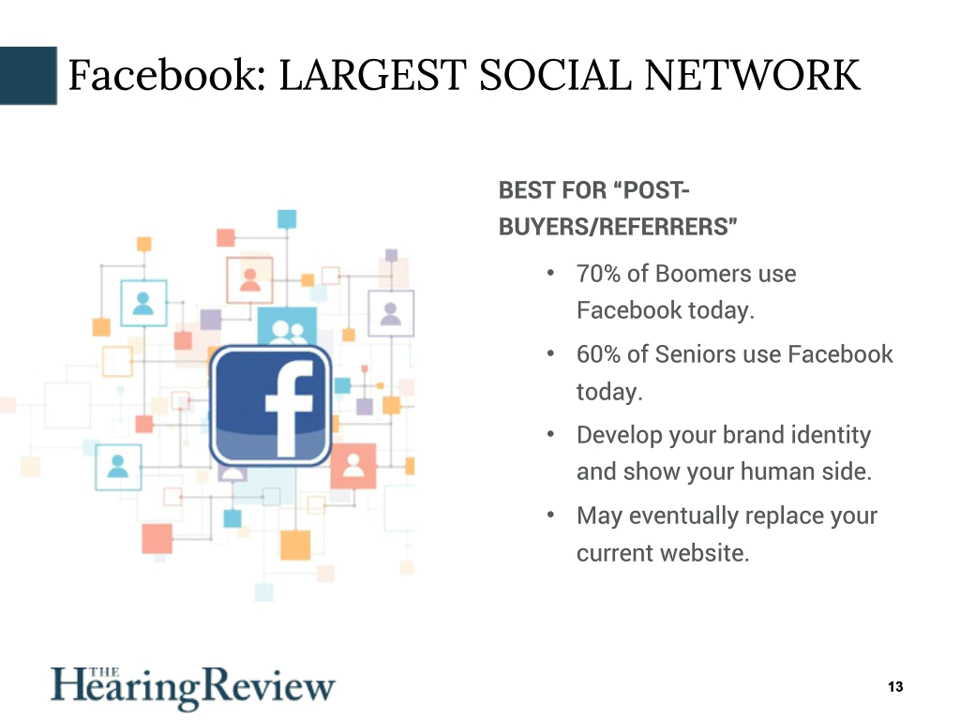 Facebook: LARGEST SOCIAL NETWORK
BEST FOR “POST-
BUYERS/REFERRERS”
• 70% of Boomers use
Facebook today.
• 60% of Seniors use Facebook
today.
• Develop your brand identity
and show your human side.
• May eventually replace your
current website.
f
THE
HearingReview
13